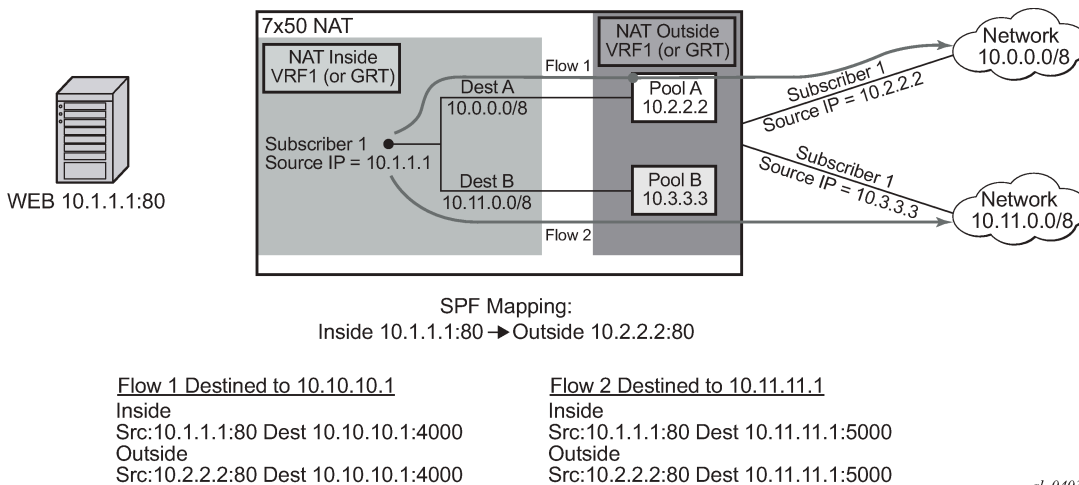 7x50 NAT
NAT Inside
VRF1 (or GRT)
NAT Outside
VRF1 (or GRT)
Flow 1
Network
10.0.0.0/8
Dest A
10.0.0.0/8
Pool A
10.2.2.2
Subscriber 1
Source IP = 10.2.2.2
Subscriber 1
Source IP = 10.1.1.1
WEB 10.1.1.1:80
Dest B
10.11.0.0/8
Pool B
10.3.3.3
Subscriber 1
Source IP = 10.3.3.3
Network
10.11.0.0/8
Flow 2
SPF Mapping:
Inside 10.1.1.1:80 → Outside 10.2.2.2:80
Flow 1 Destined to 10.10.10.1
Inside
Src:10.1.1.1:80 Dest 10.10.10.1:4000
Outside
Src:10.2.2.2:80 Dest 10.10.10.1:4000
Flow 2 Destined to 10.11.11.1
Inside
Src:10.1.1.1:80 Dest 10.11.11.1:5000
Outside
Src:10.2.2.2:80 Dest 10.11.11.1:5000